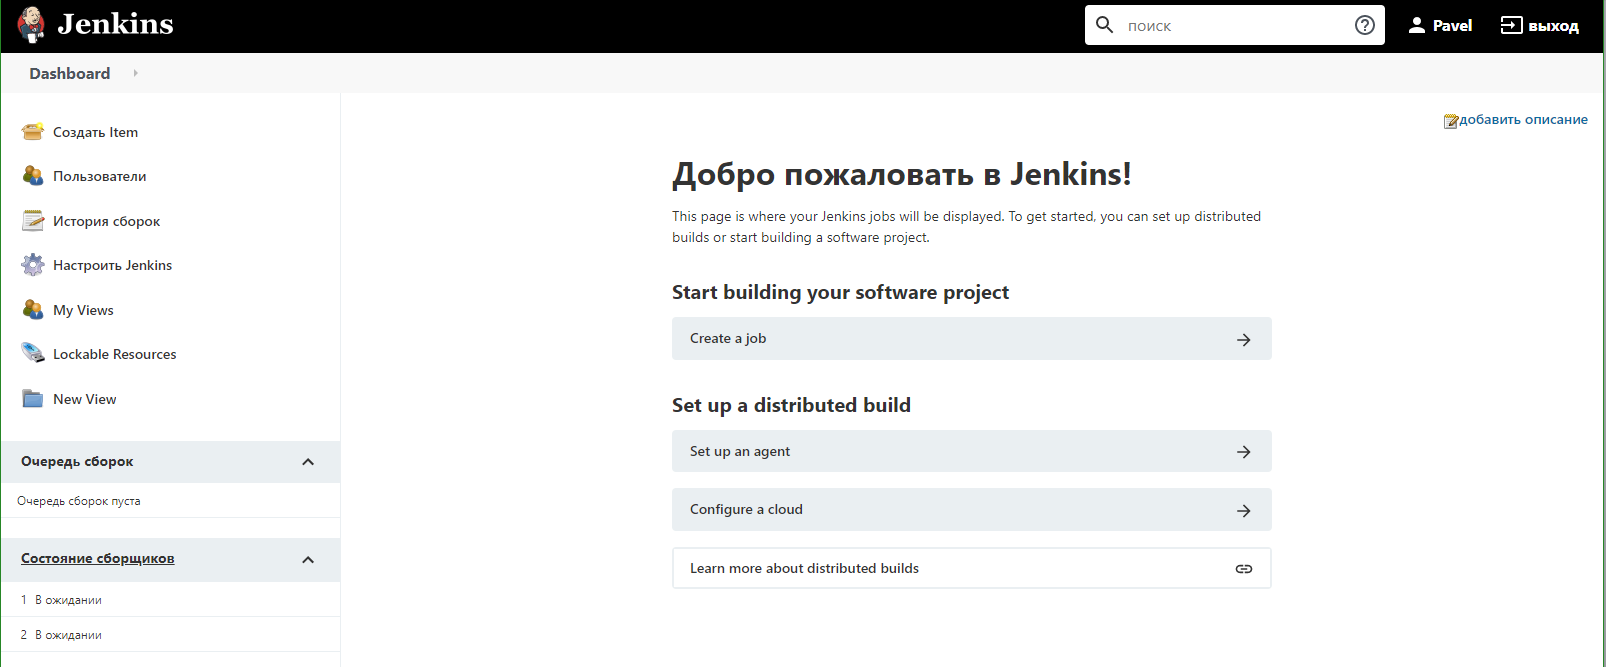 Jenkins
поиск
Pavel
выход
Dashboard
Создать Item
Пользователи
История сборок
Настроить Jenkins
My Views
Lockable Resources
New View
Очередь сборок
Очередь сборок пуста
Состояние сборщиков
1 В ожидании
2 В ожидании
добавить описание
Добро пожаловать в Jenkins!
This page is where your Jenkins jobs will be displayed. To get started, you can set up distributed
builds or start building a software project.
Start building your software project
Create a job
Set up a distributed build
Set up an agent
Configure a cloud
Learn more about distributed builds